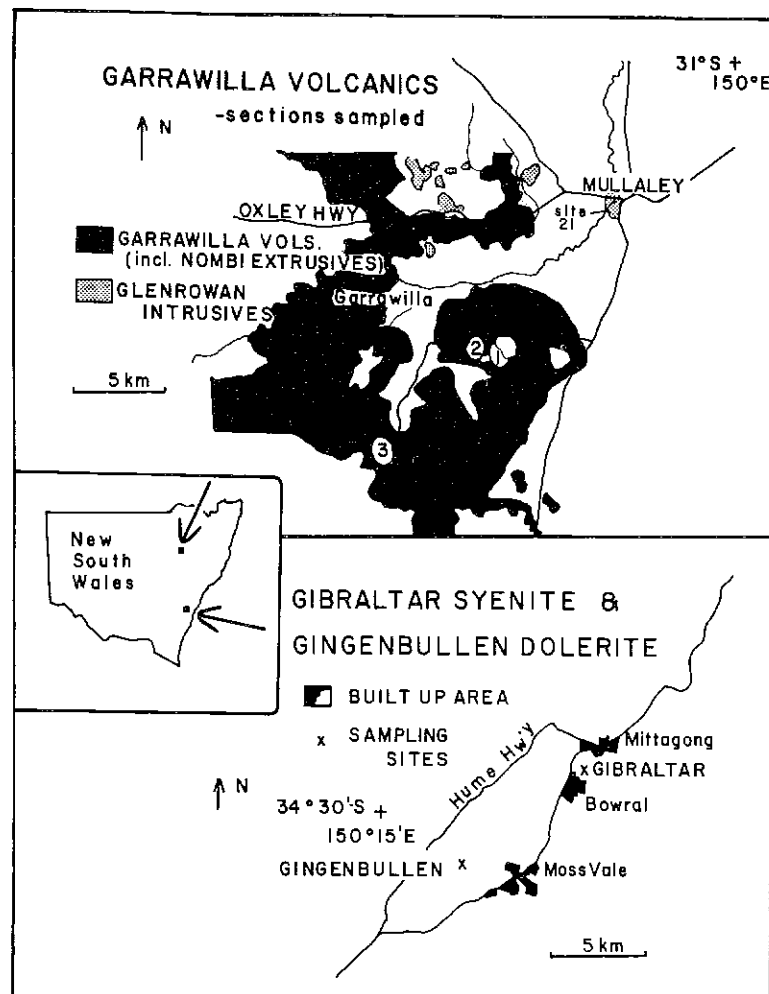 GARRAWILLA VOLCANICS
-sections sampled
31°S +
150°E
N
MULLALEY
OXLEY HWY
site
21
GARRAWILLA VOLS.
(incl. NOMBI EXTRUSIVES)
Garrawilla
GLENROWAN
INTRUSIVES
2
1
5 km
3
New
South
Wales
GIBRALTAR SYENITE &
GINGENBULLEN DOLERITE
BUILT UP AREA
x SAMPLING
SITES
Hume Hw'y
Mittagong
xGIBRALTAR
N
Bowral
34°30'S +
150°15'E
GINGENBULLEN x
Moss Vale
5 km